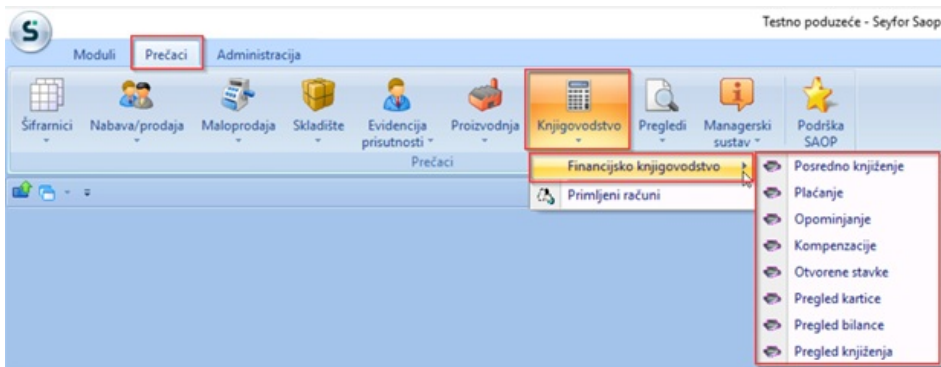 Testno poduzeće - Seyfor Saop
S
Moduli Prečaci Administracija
Šifrarnici Nabava/prodaja Maloprodaja Skladište Evidencija prisutnosti Proizvodnja Knjigovodstvo Pregledi Managerski sustav Podrška SAOP
Prečaci
Financijsko knjigovodstvo
Primljeni računi
Posredno knjiženje
Plaćanje
Opominjanje
Kompenzacije
Otvorene stavke
Pregled kartice
Pregled bilance
Pregled knjiženja